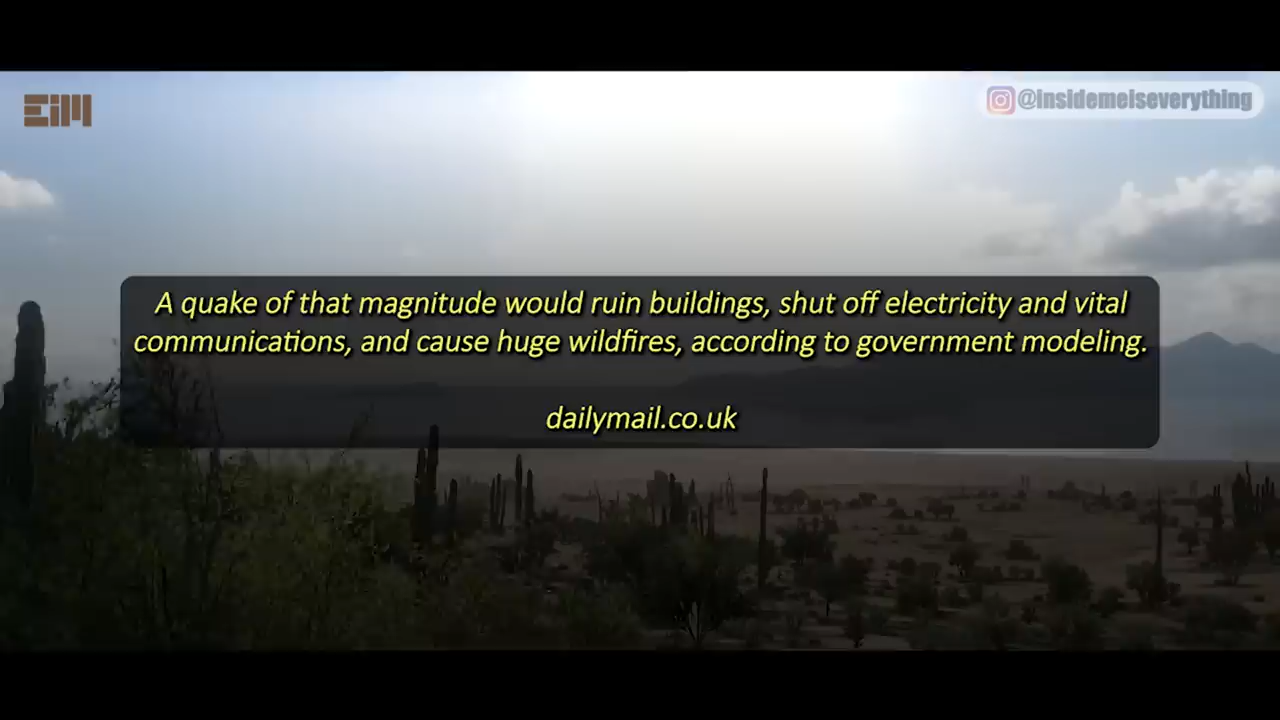 EiM
@insidemeiseverything
A quake of that magnitude would ruin buildings, shut off electricity and vital
communications, and cause huge wildfires, according to government modeling.
dailymail.co.uk